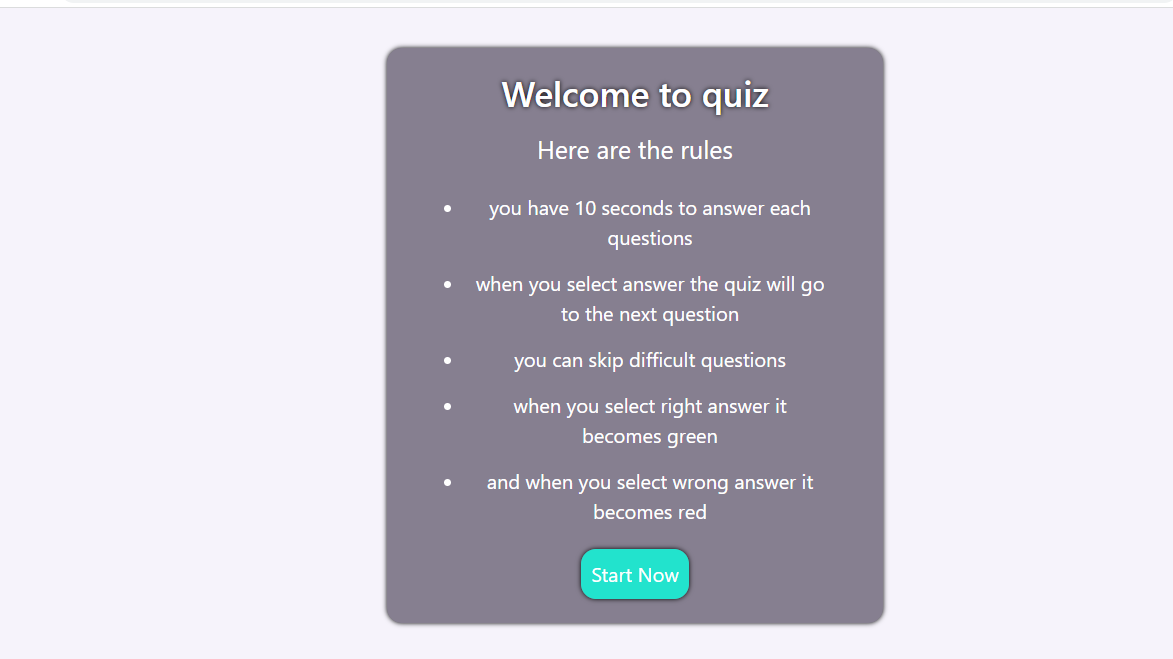 Welcome to quiz
Here are the rules
you have 10 seconds to answer each
questions
when you select answer the quiz will go
to the next question
you can skip difficult questions
when you select right answer it
becomes green
and when you select wrong answer it
becomes red
Start Now